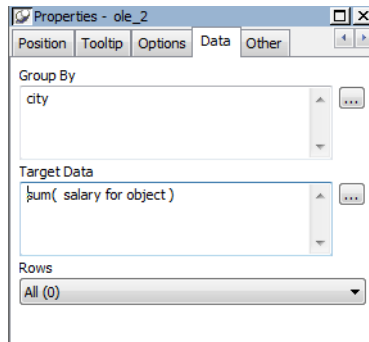 Properties - ole_2
Position Tooltip Options Data Other
Group By
city
...
Target Data
sum( salary for object )
...
Rows
All (0)